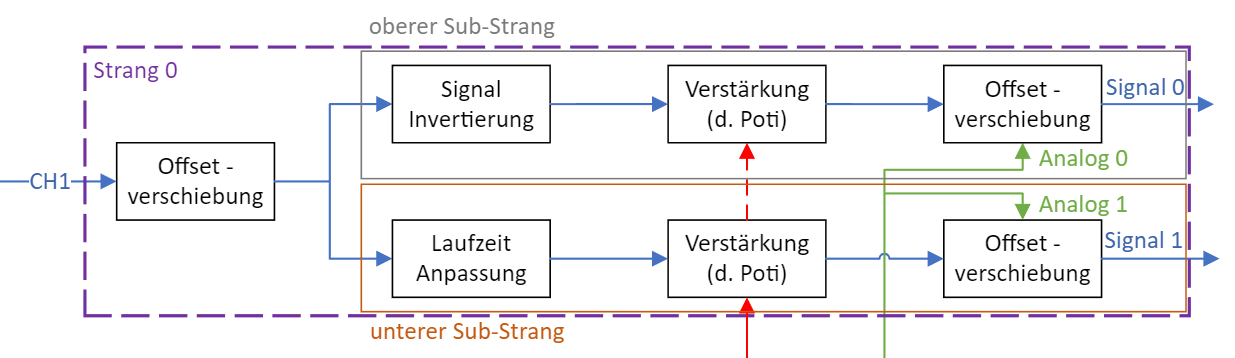 oberer Sub-Strang
Strang 0
Signal
Invertierung
Verstärkung
(d. Poti)
Offset -
verschiebung
Signal 0
Analog 0
CH1
Offset -
verschiebung
Laufzeit
Anpassung
Verstärkung
(d. Poti)
Analog 1
Offset -
verschiebung
Signal 1
unterer Sub-Strang